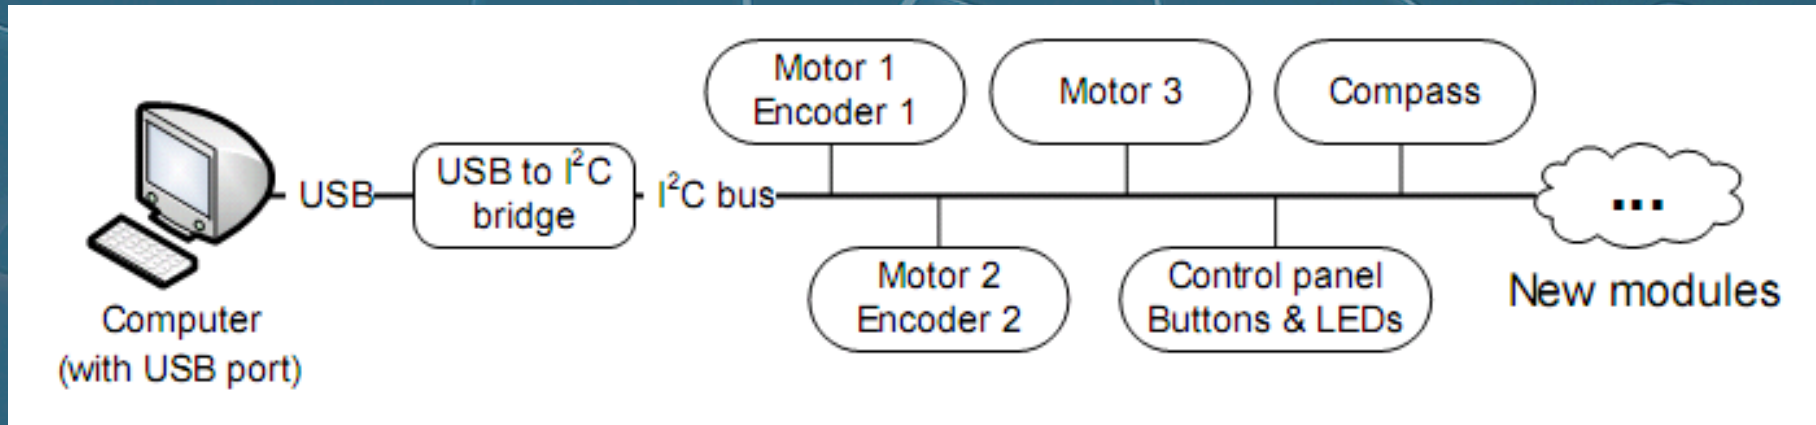 Computer
(with USB port)
USB
USB to I²C
bridge
I²C bus
Motor 1
Encoder 1
Motor 3
Compass
Motor 2
Encoder 2
Control panel
Buttons & LEDs
...
New modules